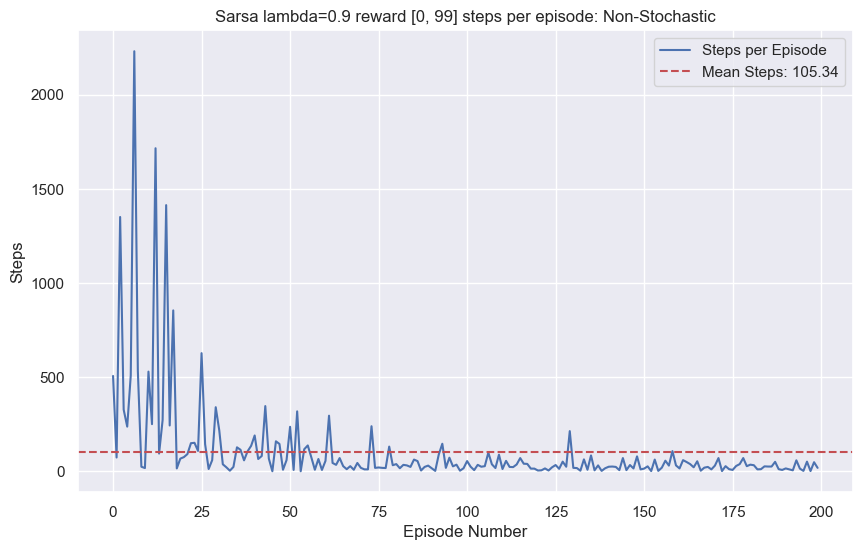 Sarsa lambda=0.9 reward [0, 99] steps per episode: Non-Stochastic
Steps per Episode
Mean Steps: 105.34
Steps
2000
1500
1000
500
0
0 25 50 75 100 125 150 175 200
Episode Number